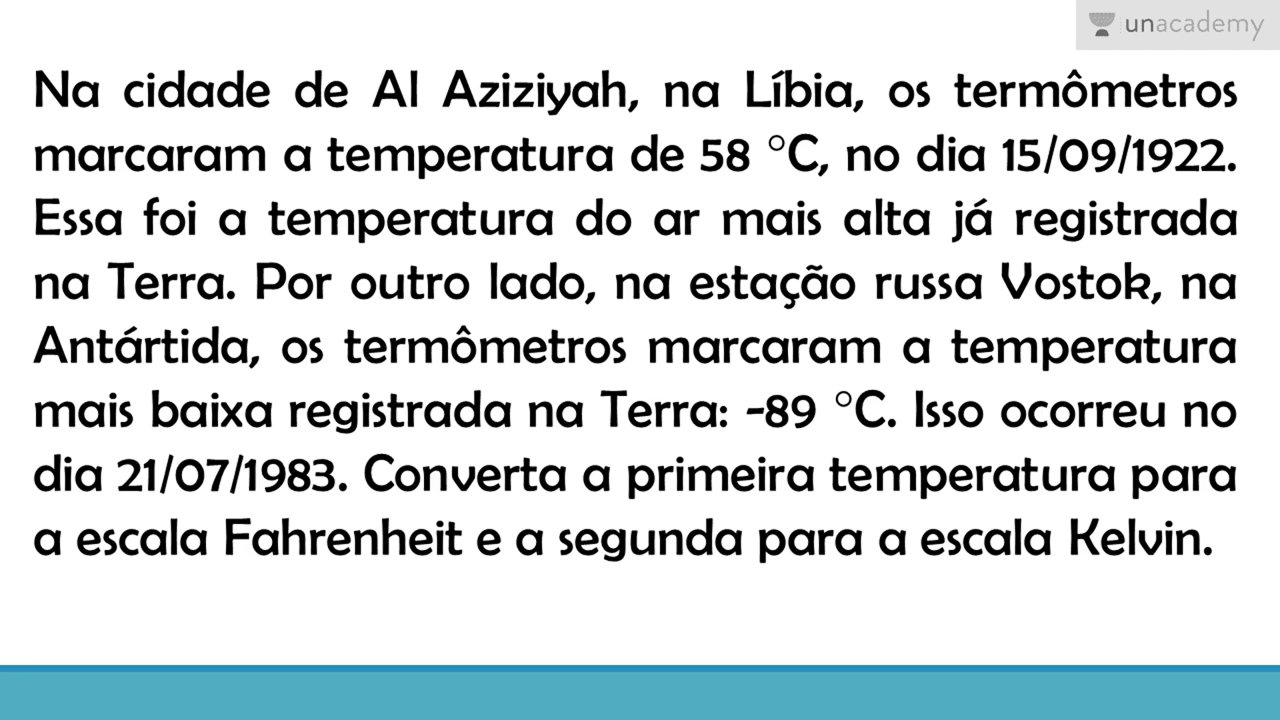 unacademy
Na cidade de Al Aziziyah, na Líbia, os termômetros
marcaram a temperatura de 58 °C, no dia 15/09/1922.
Essa foi a temperatura do ar mais alta já registrada
na Terra. Por outro lado, na estação russa Vostok, na
Antártida, os termômetros marcaram a temperatura
mais baixa registrada na Terra: -89 °C. Isso ocorreu no
dia 21/07/1983. Converta a primeira temperatura para
a escala Fahrenheit e a segunda para a escala Kelvin.